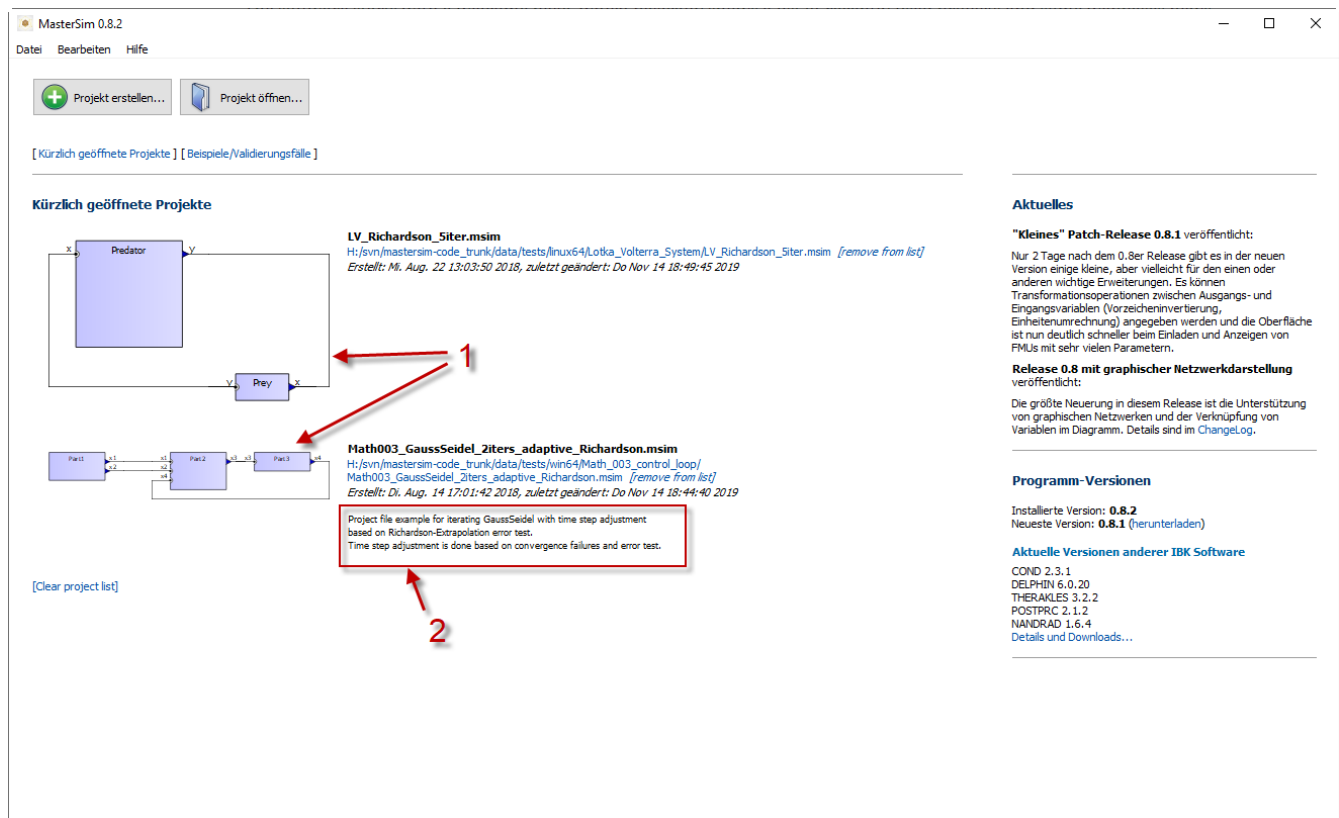 MasterSim 0.8.2
Datei Bearbeiten Hilfe
Projekt erstellen... Projekt öffnen...
[ Kürzlich geöffnete Projekte ] [ Beispiele/Validierungsfälle ]
Kürzlich geöffnete Projekte
x Predator y
y Prey x
LV_Richardson_5iter.msim
H:/svn/mastersim-code_trunk/data/tests/linux64/Lotka_Volterra_System/LV_Richardson_5iter.msim [remove from list]
Erstellt: Mi. Aug. 22 13:03:50 2018, zuletzt geändert: Do Nov 14 18:49:45 2019
1
Part1 x1 x1 Part2 x3 x3 Part3 x4
x2 x2
x4
Math003_GaussSeidel_2iters_adaptive_Richardson.msim
H:/svn/mastersim-code_trunk/data/tests/win64/Math_003_control_loop/
Math003_GaussSeidel_2iters_adaptive_Richardson.msim [remove from list]
Erstellt: Di. Aug. 14 17:01:42 2018, zuletzt geändert: Do Nov 14 18:44:40 2019
Project file example for iterating GaussSeidel with time step adjustment
based on Richardson-Extrapolation error test.
Time step adjustment is done based on convergence failures and error test.
2
[Clear project list]
Aktuelles
"Kleines" Patch-Release 0.8.1 veröffentlicht:
Nur 2 Tage nach dem 0.8er Release gibt es in der neuen
Version einige kleine, aber vielleicht für den einen oder
anderen wichtige Erweiterungen. Es können
Transformationsoperationen zwischen Ausgangs- und
Eingangsvariablen (Vorzeicheninvertierung,
Einheitenumrechnung) angegeben werden und die Oberfläche
ist nun deutlich schneller beim Einladen und Anzeigen von
FMUs mit sehr vielen Parametern.
Release 0.8 mit graphischer Netzwerkdarstellung
veröffentlicht:
Die größte Neuerung in diesem Release ist die Unterstützung
von graphischen Netzwerken und der Verknüpfung von
Variablen im Diagramm. Details sind im ChangeLog.
Programm-Versionen
Installierte Version: 0.8.2
Neueste Version: 0.8.1 (herunterladen)
Aktuelle Versionen anderer IBK Software
COND 2.3.1
DELPHIN 6.0.20
THERAKLES 3.2.2
POSTPRC 2.1.2
NANDRAD 1.6.4
Details und Downloads...